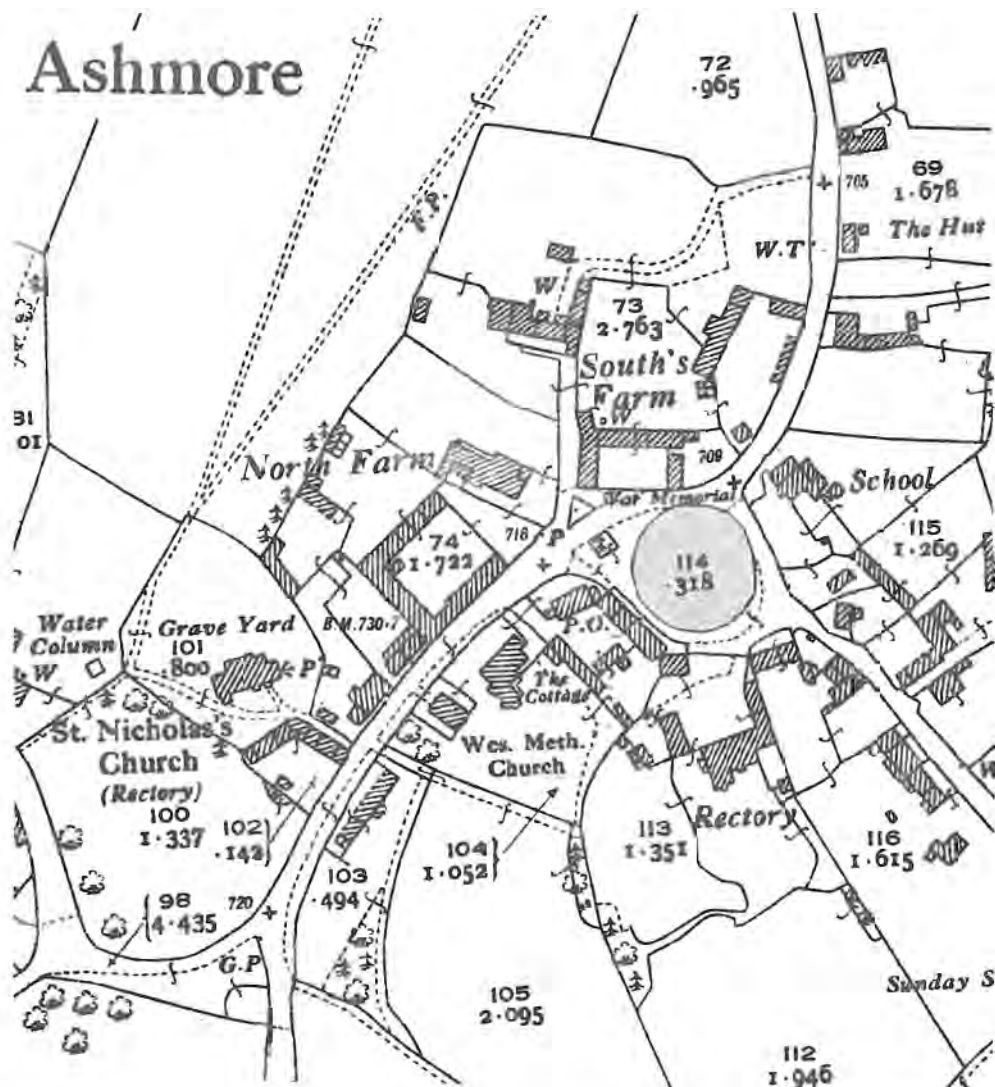 Ashmore
72
.965
69
1.678
705
The Hut
W.T
F.P.
W
73
2.763
South's
Farm
W
709
War Memorial
School
North Farm
718
P
74
1.722
114
.318
115
1.269
B.M.730.7
P.O.
The
Cottage
Water
Column
W
Grave Yard
101
.800
P
St. Nicholas's
Church
(Rectory)
100
1.337
102
.142
Wes. Meth.
Church
104
1.052
113
1.351
Rectory
116
1.615
W
103
.494
98
4.435
720
G.P
105
2.095
Sunday S
112
1.946